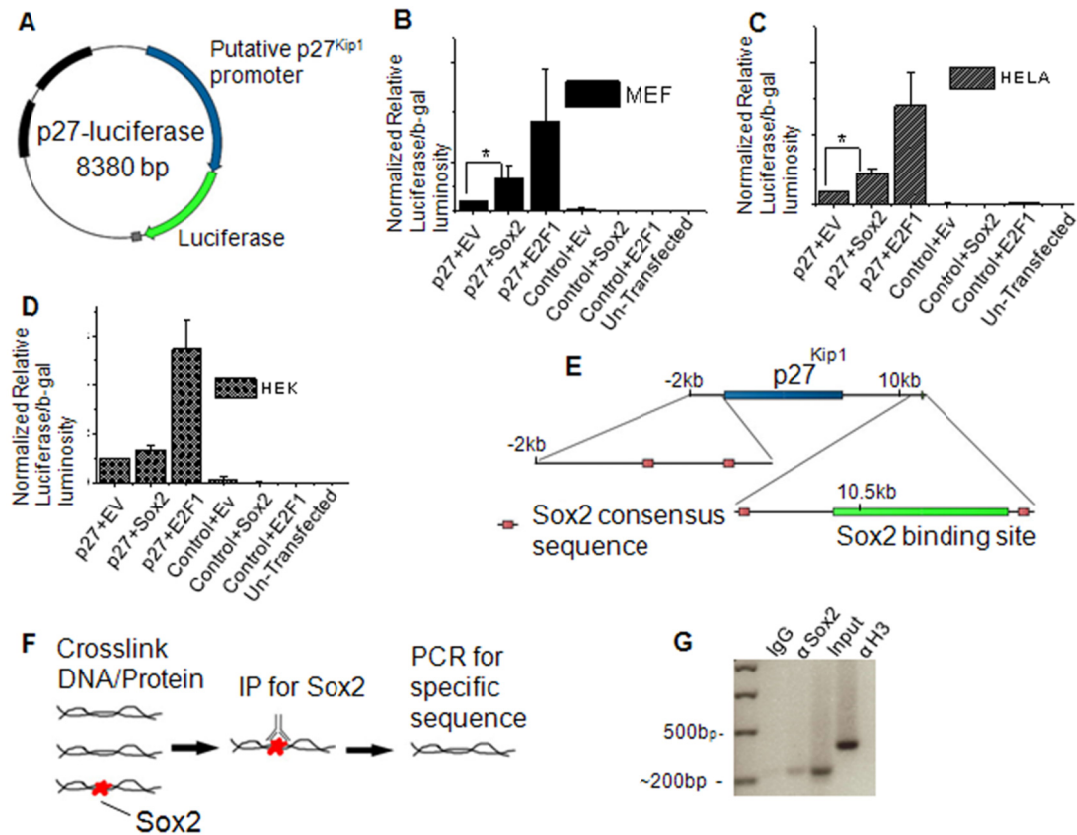 A
Putative p27Kip1
promoter
p27-luciferase
8380 bp
Luciferase
B
Normalized Relative
Luciferase/b-gal
luminosity
*
MEF
p27+EV
p27+Sox2
p27+E2F1
Control+Ev
Control+Sox2
Control+E2F1
Un-Transfected
C
Normalized Relative
Luciferase/b-gal
luminosity
*
HELA
p27+EV
p27+Sox2
p27+E2F1
Control+Ev
Control+Sox2
Control+E2F1
Un-Transfected
D
Normalized Relative
Luciferase/b-gal
luminosity
HEK
p27+EV
p27+Sox2
p27+E2F1
Control+Ev
Control+Sox2
Control+E2F1
Un-Transfected
E
-2kb
p27Kip1
10kb
-2kb
10.5kb
Sox2 consensus
sequence
Sox2 binding site
F
Crosslink
DNA/Protein
IP for Sox2
PCR for
specific
sequence
Sox2
G
IgG
αSox2
Input
αH3
500bp-
~200bp -